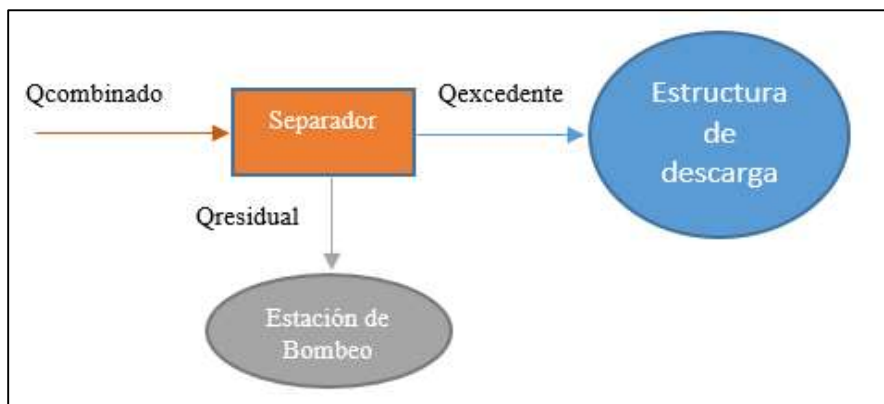 Qcombinado
Separador
Qexcedente
Estructura
de
descarga
Qresidual
Estación de
Bombeo